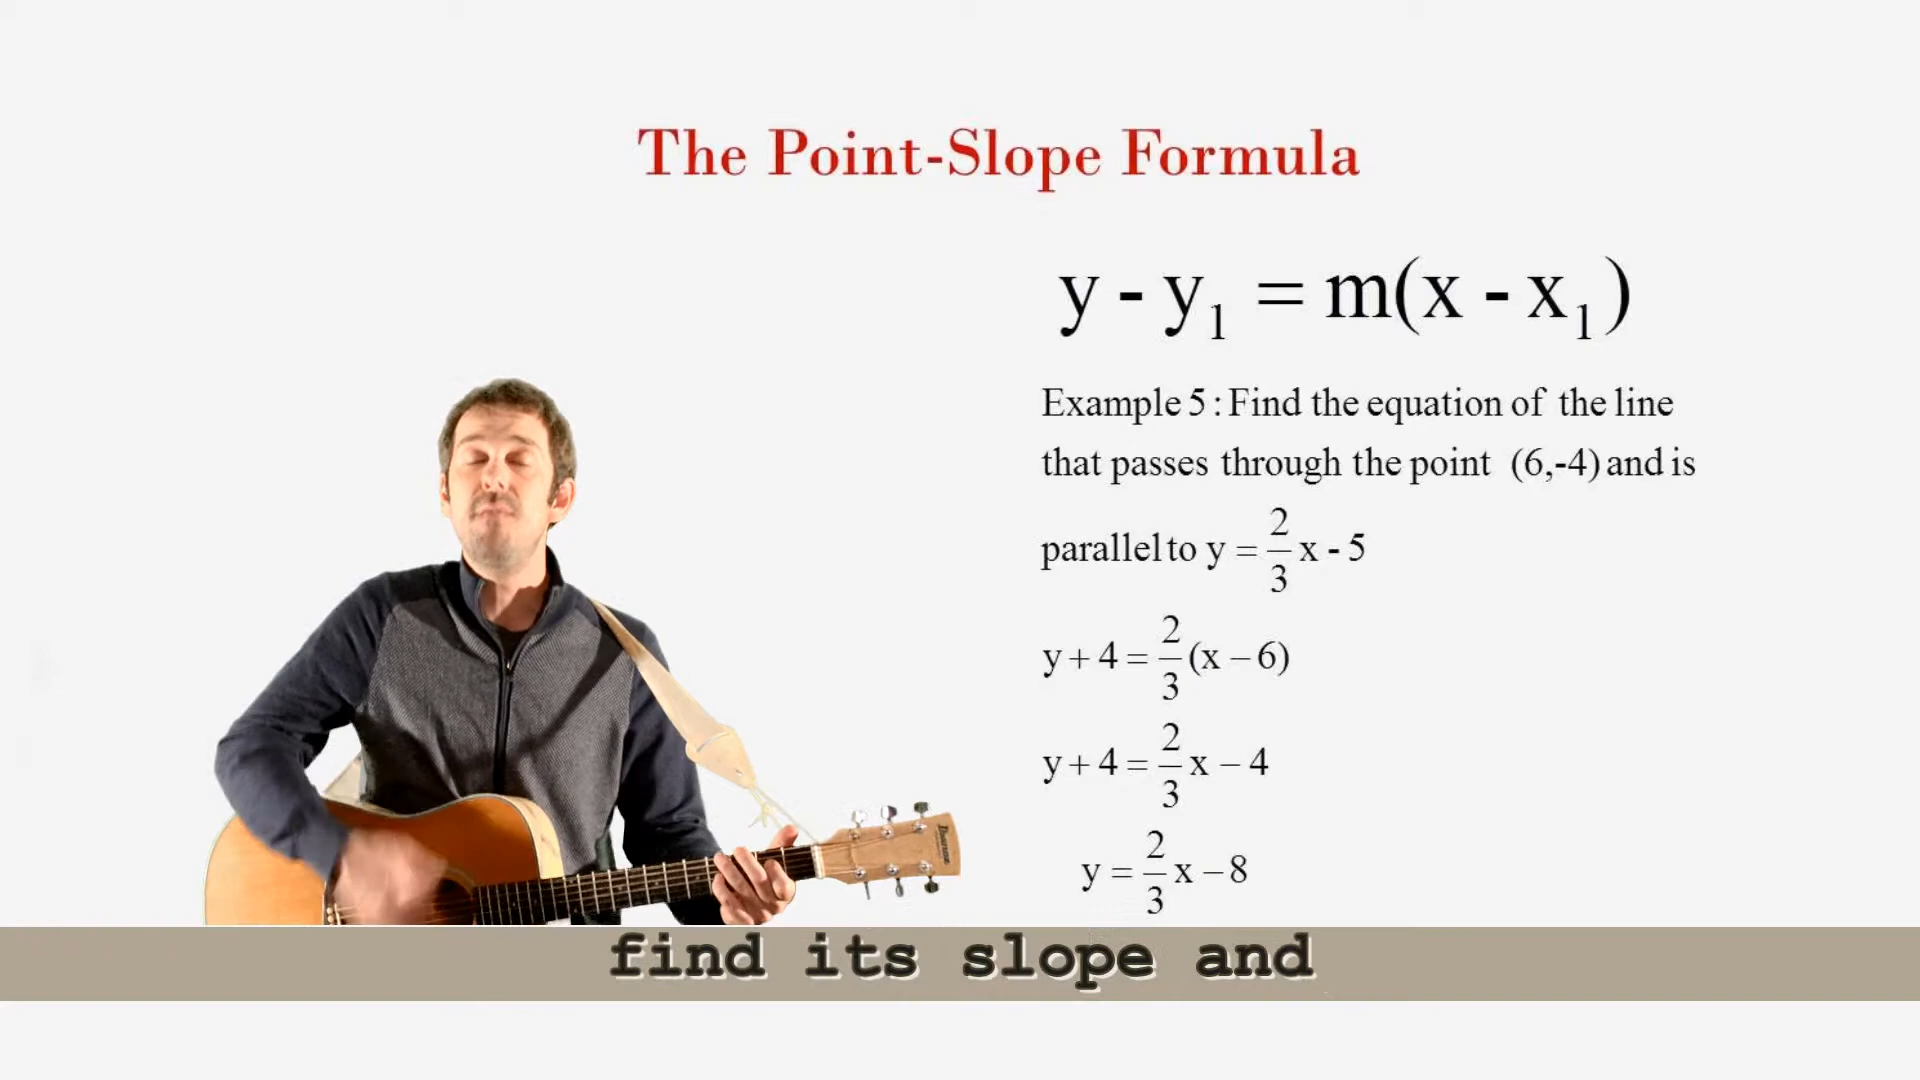 The Point-Slope Formula
y - y₁ = m(x - x₁)
Example 5 : Find the equation of the line
that passes through the point (6,-4) and is
parallel to y = 2/3 x - 5
y + 4 = 2/3 (x − 6)
y + 4 = 2/3 x − 4
y = 2/3 x − 8
Ibanez
find its slope and